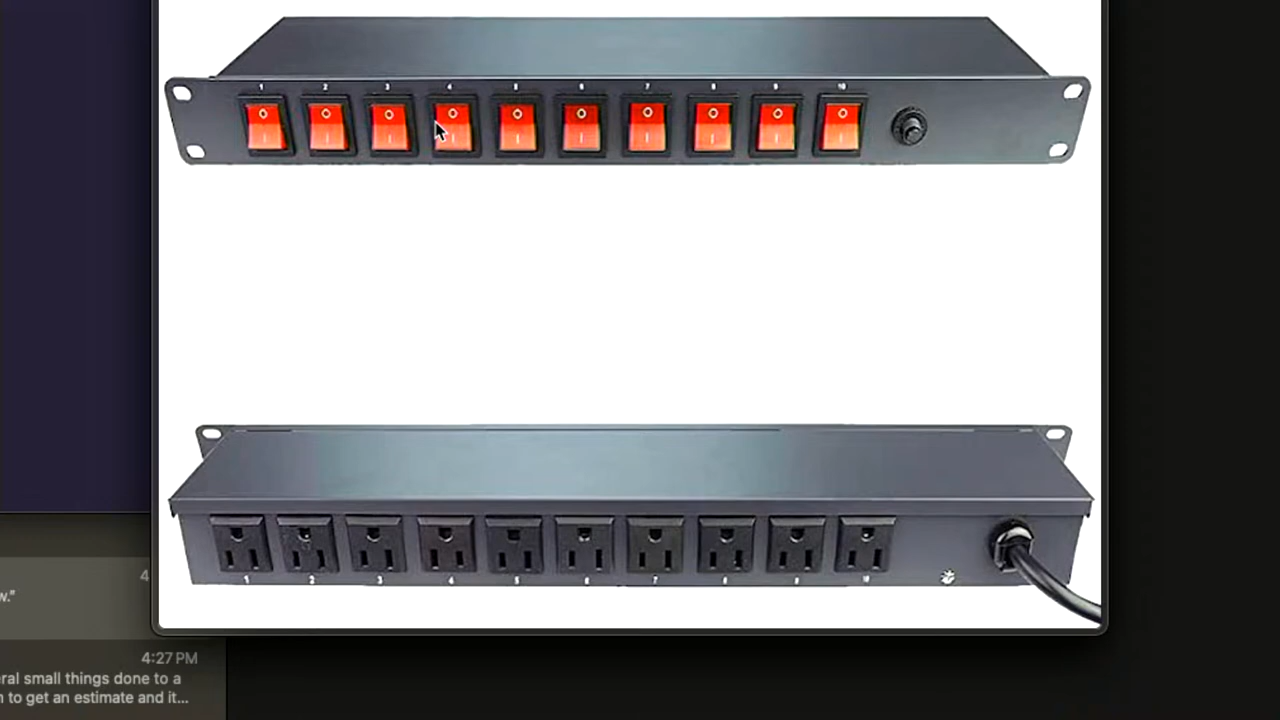 1 2 3 4 5 6 7 8 9 10
1 2 3 4 5 6 7 8 9 10
4
w."
4:27 PM
eral small things done to a
n to get an estimate and it...